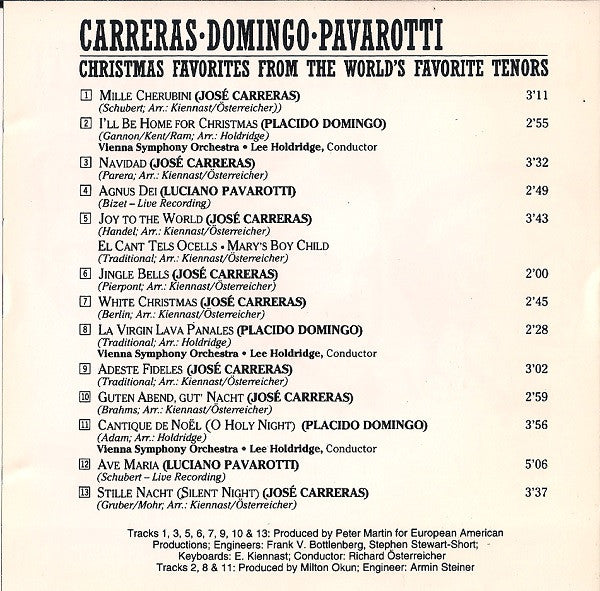 CARRERAS·DOMINGO·PAVAROTTI
CHRISTMAS FAVORITES FROM THE WORLD'S FAVORITE TENORS
1 MILLE CHERUBINI (JOSÉ CARRERAS) 3'11
(Schubert; Arr.: Kiennast/Österreicher))
2 I'LL BE HOME FOR CHRISTMAS (PLACIDO DOMINGO) 2'55
(Gannon/Kent/Ram; Arr.: Holdridge)
Vienna Symphony Orchestra • Lee Holdridge, Conductor
3 NAVIDAD (JOSÉ CARRERAS) 3'32
(Parera; Arr.: Kiennast/Österreicher)
4 AGNUS DEI (LUCIANO PAVAROTTI) 2'49
(Bizet – Live Recording)
5 JOY TO THE WORLD (JOSÉ CARRERAS) 3'43
(Handel; Arr.: Kiennast/Österreicher)
EL CANT TELS OCELLS • MARY'S BOY CHILD
(Traditional; Arr.: Kiennast/Österreicher)
6 JINGLE BELLS (JOSÉ CARRERAS) 2'00
(Pierpont; Arr.: Kiennast/Österreicher)
7 WHITE CHRISTMAS (JOSÉ CARRERAS) 2'45
(Berlin; Arr.: Kiennast/Österreicher)
8 LA VIRGIN LAVA PANALES (PLACIDO DOMINGO) 2'28
(Traditional; Arr.: Holdridge)
Vienna Symphony Orchestra • Lee Holdridge, Conductor
9 ADESTE FIDELES (JOSÉ CARRERAS) 3'02
(Traditional; Arr.: Kiennast/Österreicher)
10 GUTEN ABEND, GUT' NACHT (JOSÉ CARRERAS) 2'59
(Brahms; Arr.: Kiennast/Österreicher)
11 CANTIQUE DE NOËL (O HOLY NIGHT) (PLACIDO DOMINGO) 3'56
(Adam; Arr.: Holdridge)
Vienna Symphony Orchestra • Lee Holdridge, Conductor
12 AVE MARIA (LUCIANO PAVAROTTI) 5'06
(Schubert – Live Recording)
13 STILLE NACHT (SILENT NIGHT) (JOSÉ CARRERAS) 3'37
(Gruber/Mohr; Arr.: Kiennast/Österreicher)
Tracks 1, 3, 5, 6, 7, 9, 10 & 13: Produced by Peter Martin for European American
Productions; Engineers: Frank V. Bottlenberg, Stephen Stewart-Short;
Keyboards: E. Kiennast; Conductor: Richard Österreicher
Tracks 2, 8 & 11: Produced by Milton Okun; Engineer: Armin Steiner